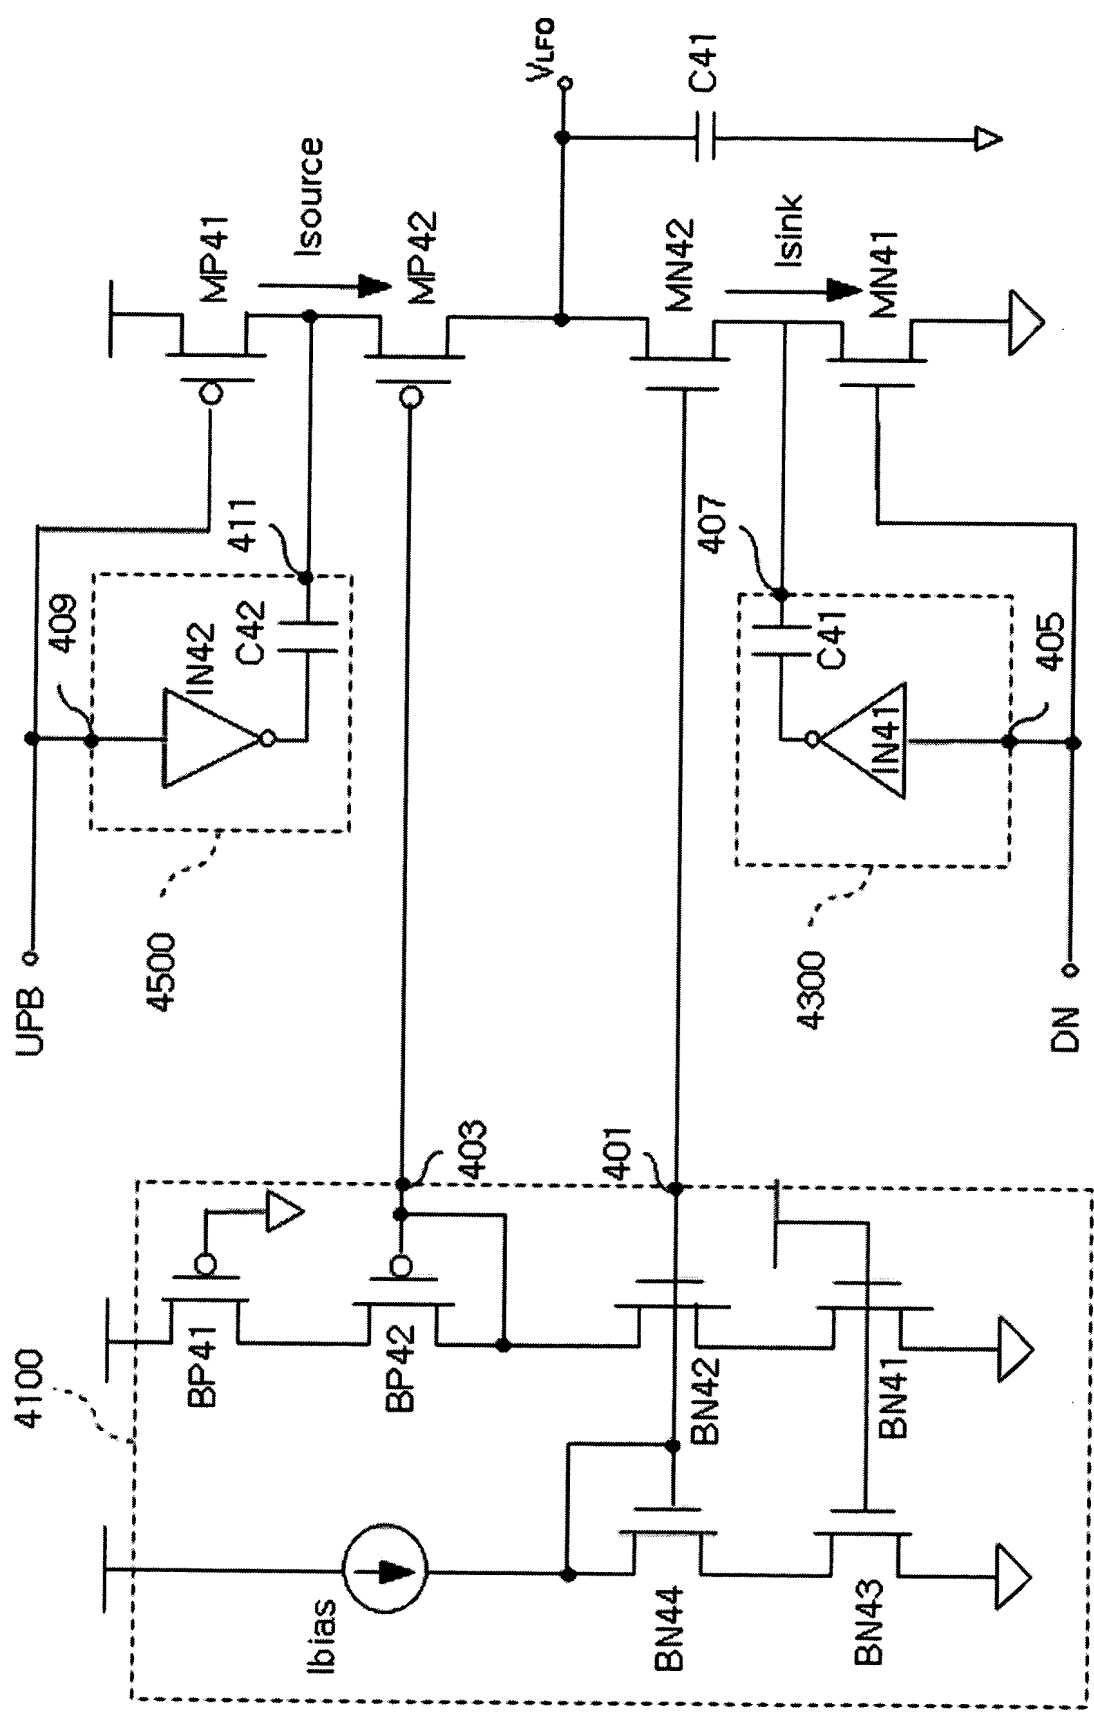 4100
Ibias
BN44
BN43
BP41
BP42
BN42
BN41
403
401
UPB
4500
409
IN42
C42
411
MP41
Isource
MP42
VLFO
C41
MN42
Isink
MN41
407
C41
IN41
405
4300
DN